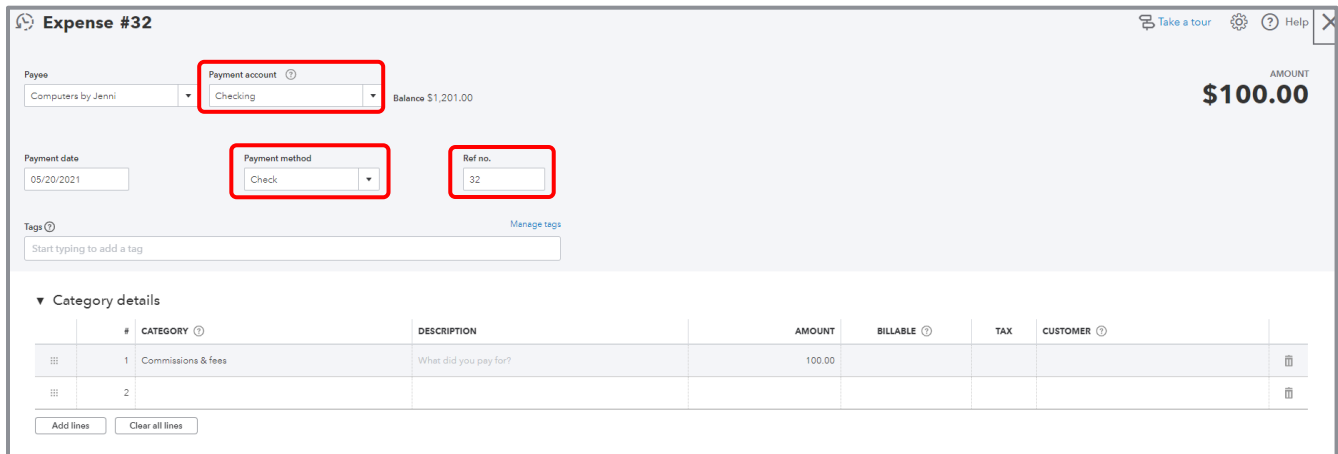 Expense #32 Take a tour Help
Payee Payment account AMOUNT
Computers by Jenni Checking Balance $1,201.00 $100.00
Payment date Payment method Ref no.
05/20/2021 Check 32
Tags Manage tags
Start typing to add a tag
Category details
# CATEGORY DESCRIPTION AMOUNT BILLABLE TAX CUSTOMER
1 Commissions & fees What did you pay for? 100.00
2
Add lines Clear all lines